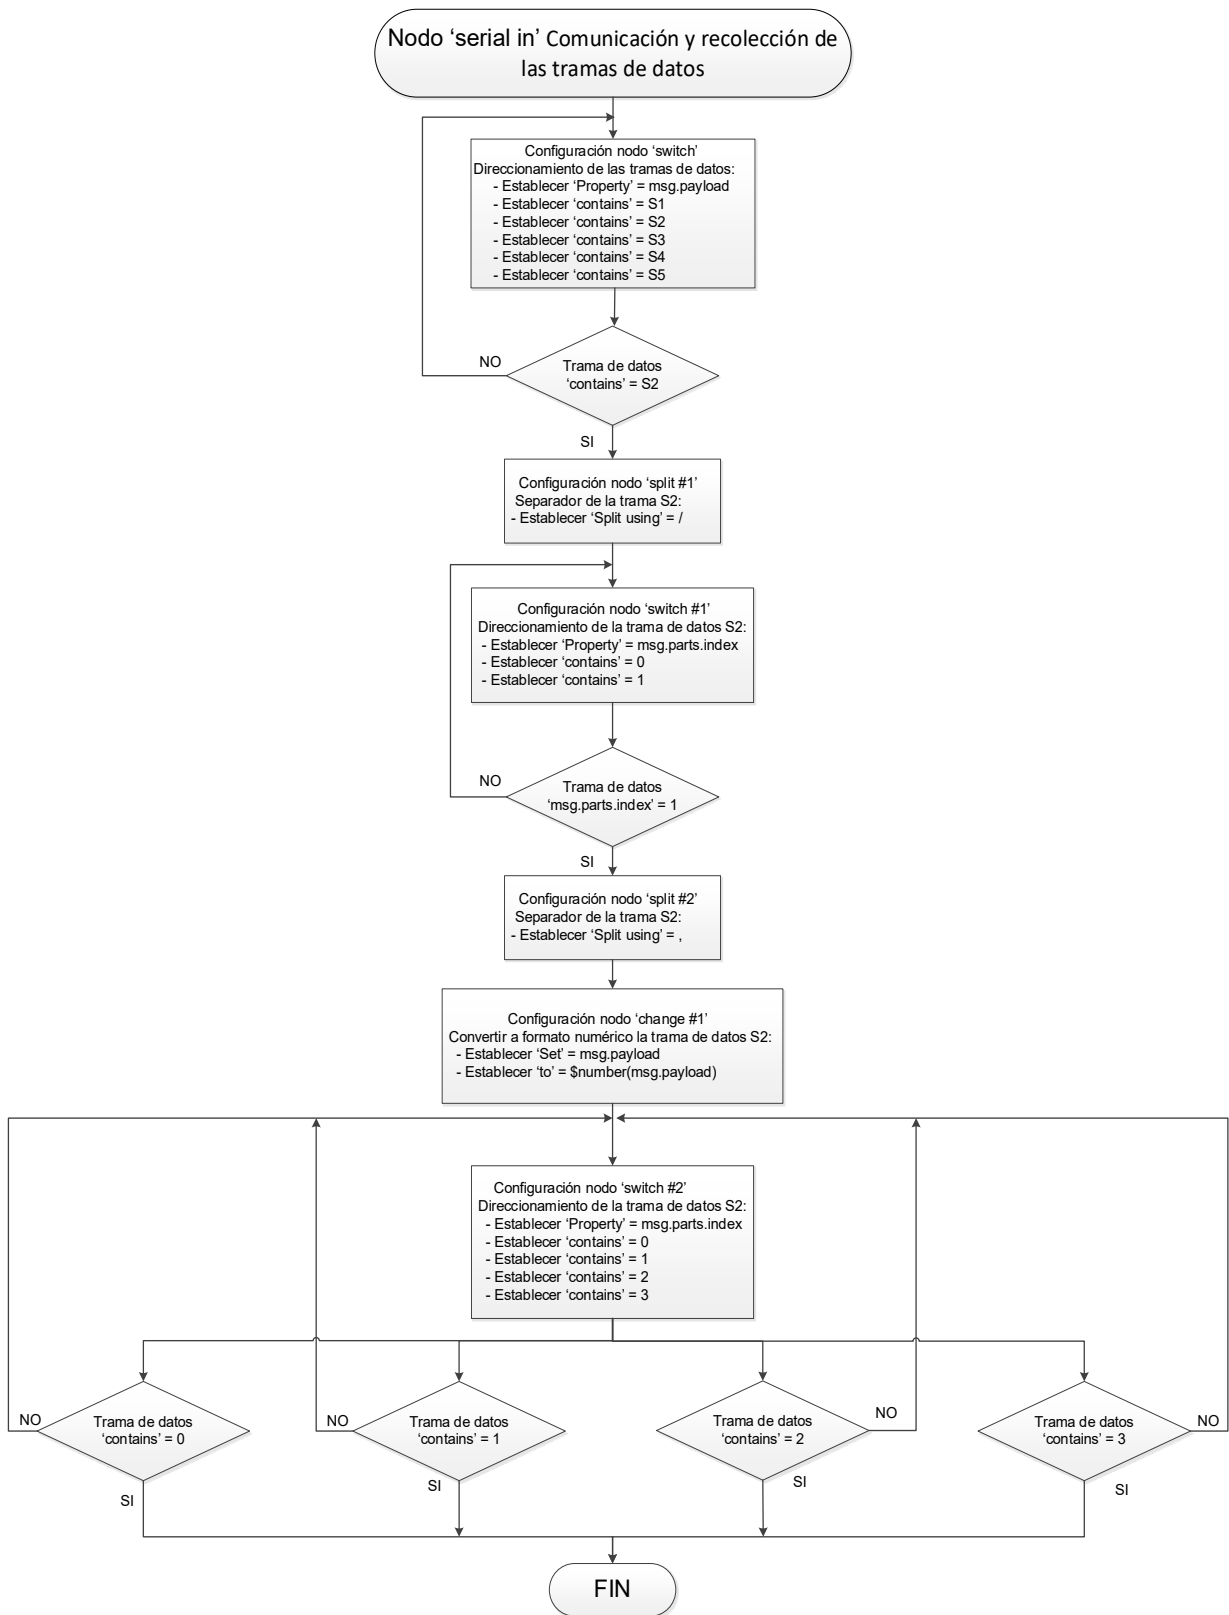 Nodo ‘serial in’ Comunicación y recolección de
las tramas de datos
Configuración nodo ‘switch’
Direccionamiento de las tramas de datos:
- Establecer ‘Property’ = msg.payload
- Establecer ‘contains’ = S1
- Establecer ‘contains’ = S2
- Establecer ‘contains’ = S3
- Establecer ‘contains’ = S4
- Establecer ‘contains’ = S5
NO
Trama de datos
‘contains’ = S2
SI
Configuración nodo ‘split #1’
Separador de la trama S2:
- Establecer ‘Split using’ = /
Configuración nodo ‘switch #1’
Direccionamiento de la trama de datos S2:
- Establecer ‘Property’ = msg.parts.index
- Establecer ‘contains’ = 0
- Establecer ‘contains’ = 1
NO
Trama de datos
‘msg.parts.index’ = 1
SI
Configuración nodo ‘split #2’
Separador de la trama S2:
- Establecer ‘Split using’ = ,
Configuración nodo ‘change #1’
Convertir a formato numérico la trama de datos S2:
- Establecer ‘Set’ = msg.payload
- Establecer ‘to’ = $number(msg.payload)
Configuración nodo ‘switch #2’
Direccionamiento de la trama de datos S2:
- Establecer ‘Property’ = msg.parts.index
- Establecer ‘contains’ = 0
- Establecer ‘contains’ = 1
- Establecer ‘contains’ = 2
- Establecer ‘contains’ = 3
NO
Trama de datos
‘contains’ = 0
SI
NO
Trama de datos
‘contains’ = 1
SI
Trama de datos
‘contains’ = 2
NO
SI
Trama de datos
‘contains’ = 3
NO
SI
FIN